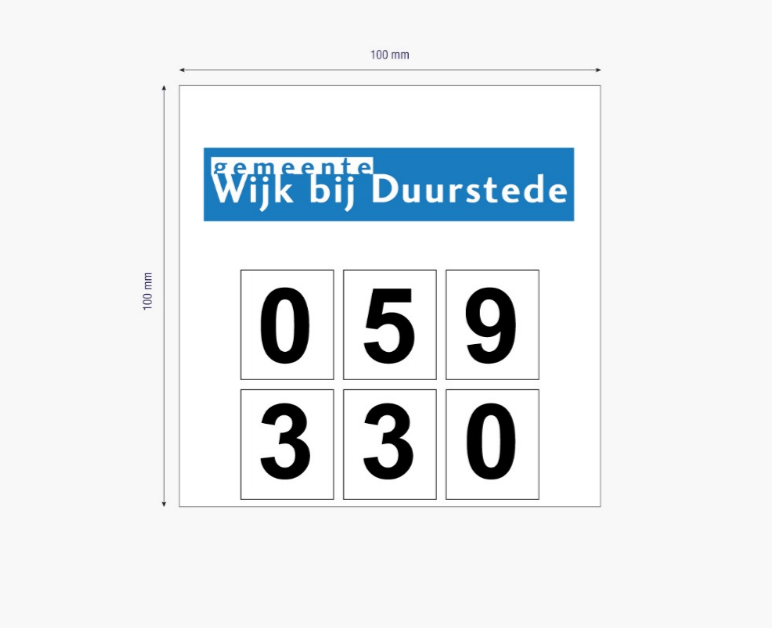 100 mm
100 mm
gemeente
Wijk bij Duurstede
0 5 9
3 3 0